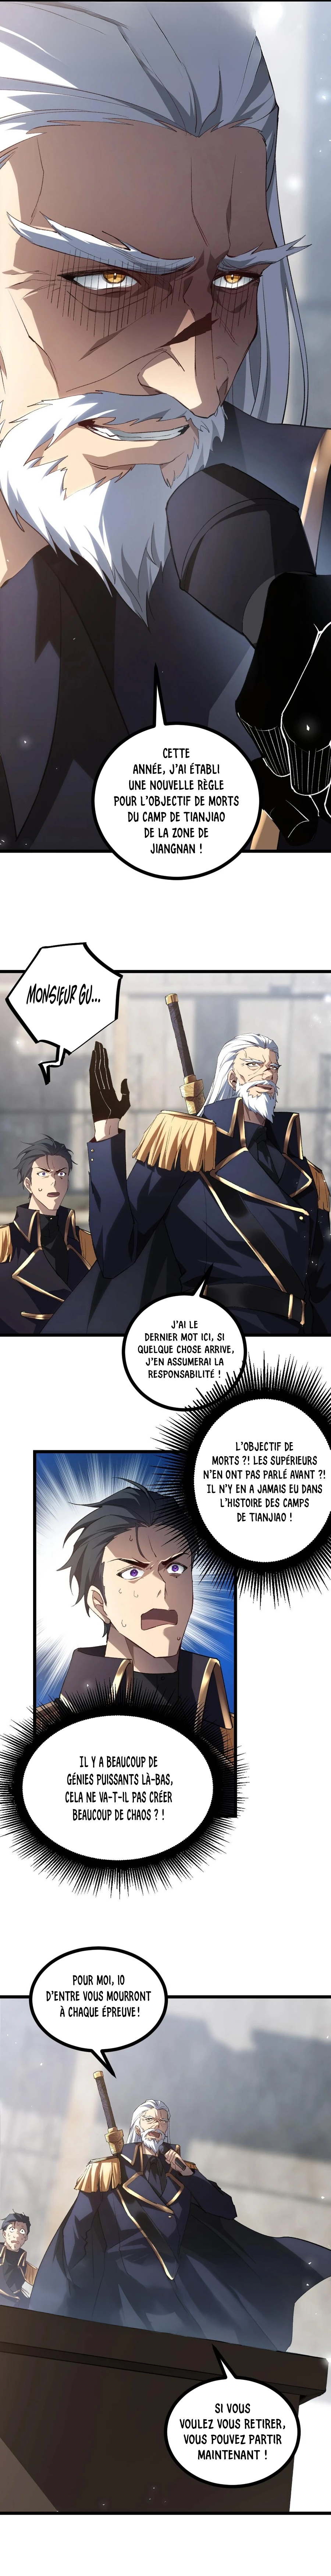 CETTE
ANNÉE, J'AI ÉTABLI
UNE NOUVELLE RÈGLE
POUR L'OBJECTIF DE MORTS
DU CAMP DE TIANJIAO
DE LA ZONE DE
JIANGNAN !
MONSIEUR GU...
J'AI LE
DERNIER MOT ICI, SI
QUELQUE CHOSE ARRIVE,
J'EN ASSUMERAI LA
RESPONSABILITÉ !
L'OBJECTIF DE
MORTS ?! LES SUPÉRIEURS
N'EN ONT PAS PARLÉ AVANT ?!
IL N'Y EN A JAMAIS EU DANS
L'HISTOIRE DES CAMPS
DE TIANJIAO !
IL Y A BEAUCOUP DE
GÉNIES PUISSANTS LÀ-BAS,
CELA NE VA-T-IL PAS CRÉER
BEAUCOUP DE CHAOS ? !
POUR MOI, 10
D'ENTRE VOUS MOURRONT
À CHAQUE ÉPREUVE!
SI VOUS
VOULEZ VOUS RETIRER,
VOUS POUVEZ PARTIR
MAINTENANT !